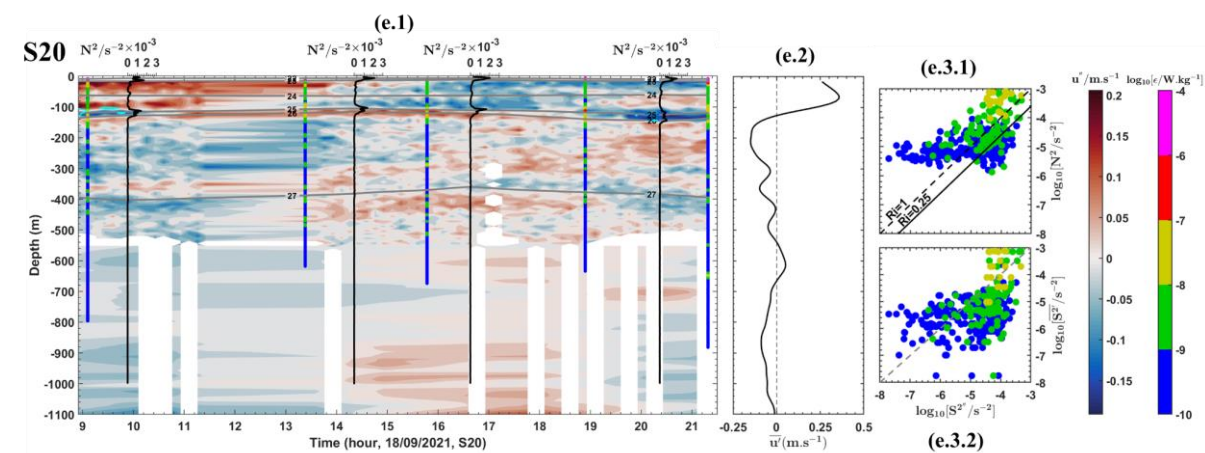 (e.1)
S20
N²/s⁻²×10⁻³
0 1 2 3
N²/s⁻²×10⁻³
0 1 2 3
N²/s⁻²×10⁻³
0 1 2 3
N²/s⁻²×10⁻³
0 1 2 3
Depth (m)
0
-100
-200
-300
-400
-500
-600
-700
-800
-900
-1000
-1100
24
25
26
27
24
25
26
27
24
25
26
27
9 10 11 12 13 14 15 16 17 18 19 20 21
Time (hour, 18/09/2021, S20)
(e.2)
-0.25 0 0.25 0.5
u′(m.s⁻¹)
(e.3.1)
Ri=1
Ri=0.25
-3
-4
-5
-6
-7
-8
log₁₀[N²/s⁻²]
-3
-4
-5
-6
-7
-8
-8 -7 -6 -5 -4 -3
log₁₀[S²″/s⁻²]
(e.3.2)
u″/m.s⁻¹
0.2
0.15
0.1
0.05
0
-0.05
-0.1
-0.15
log₁₀[ϵ/W.kg⁻¹]
-4
-6
-7
-8
-9
-10